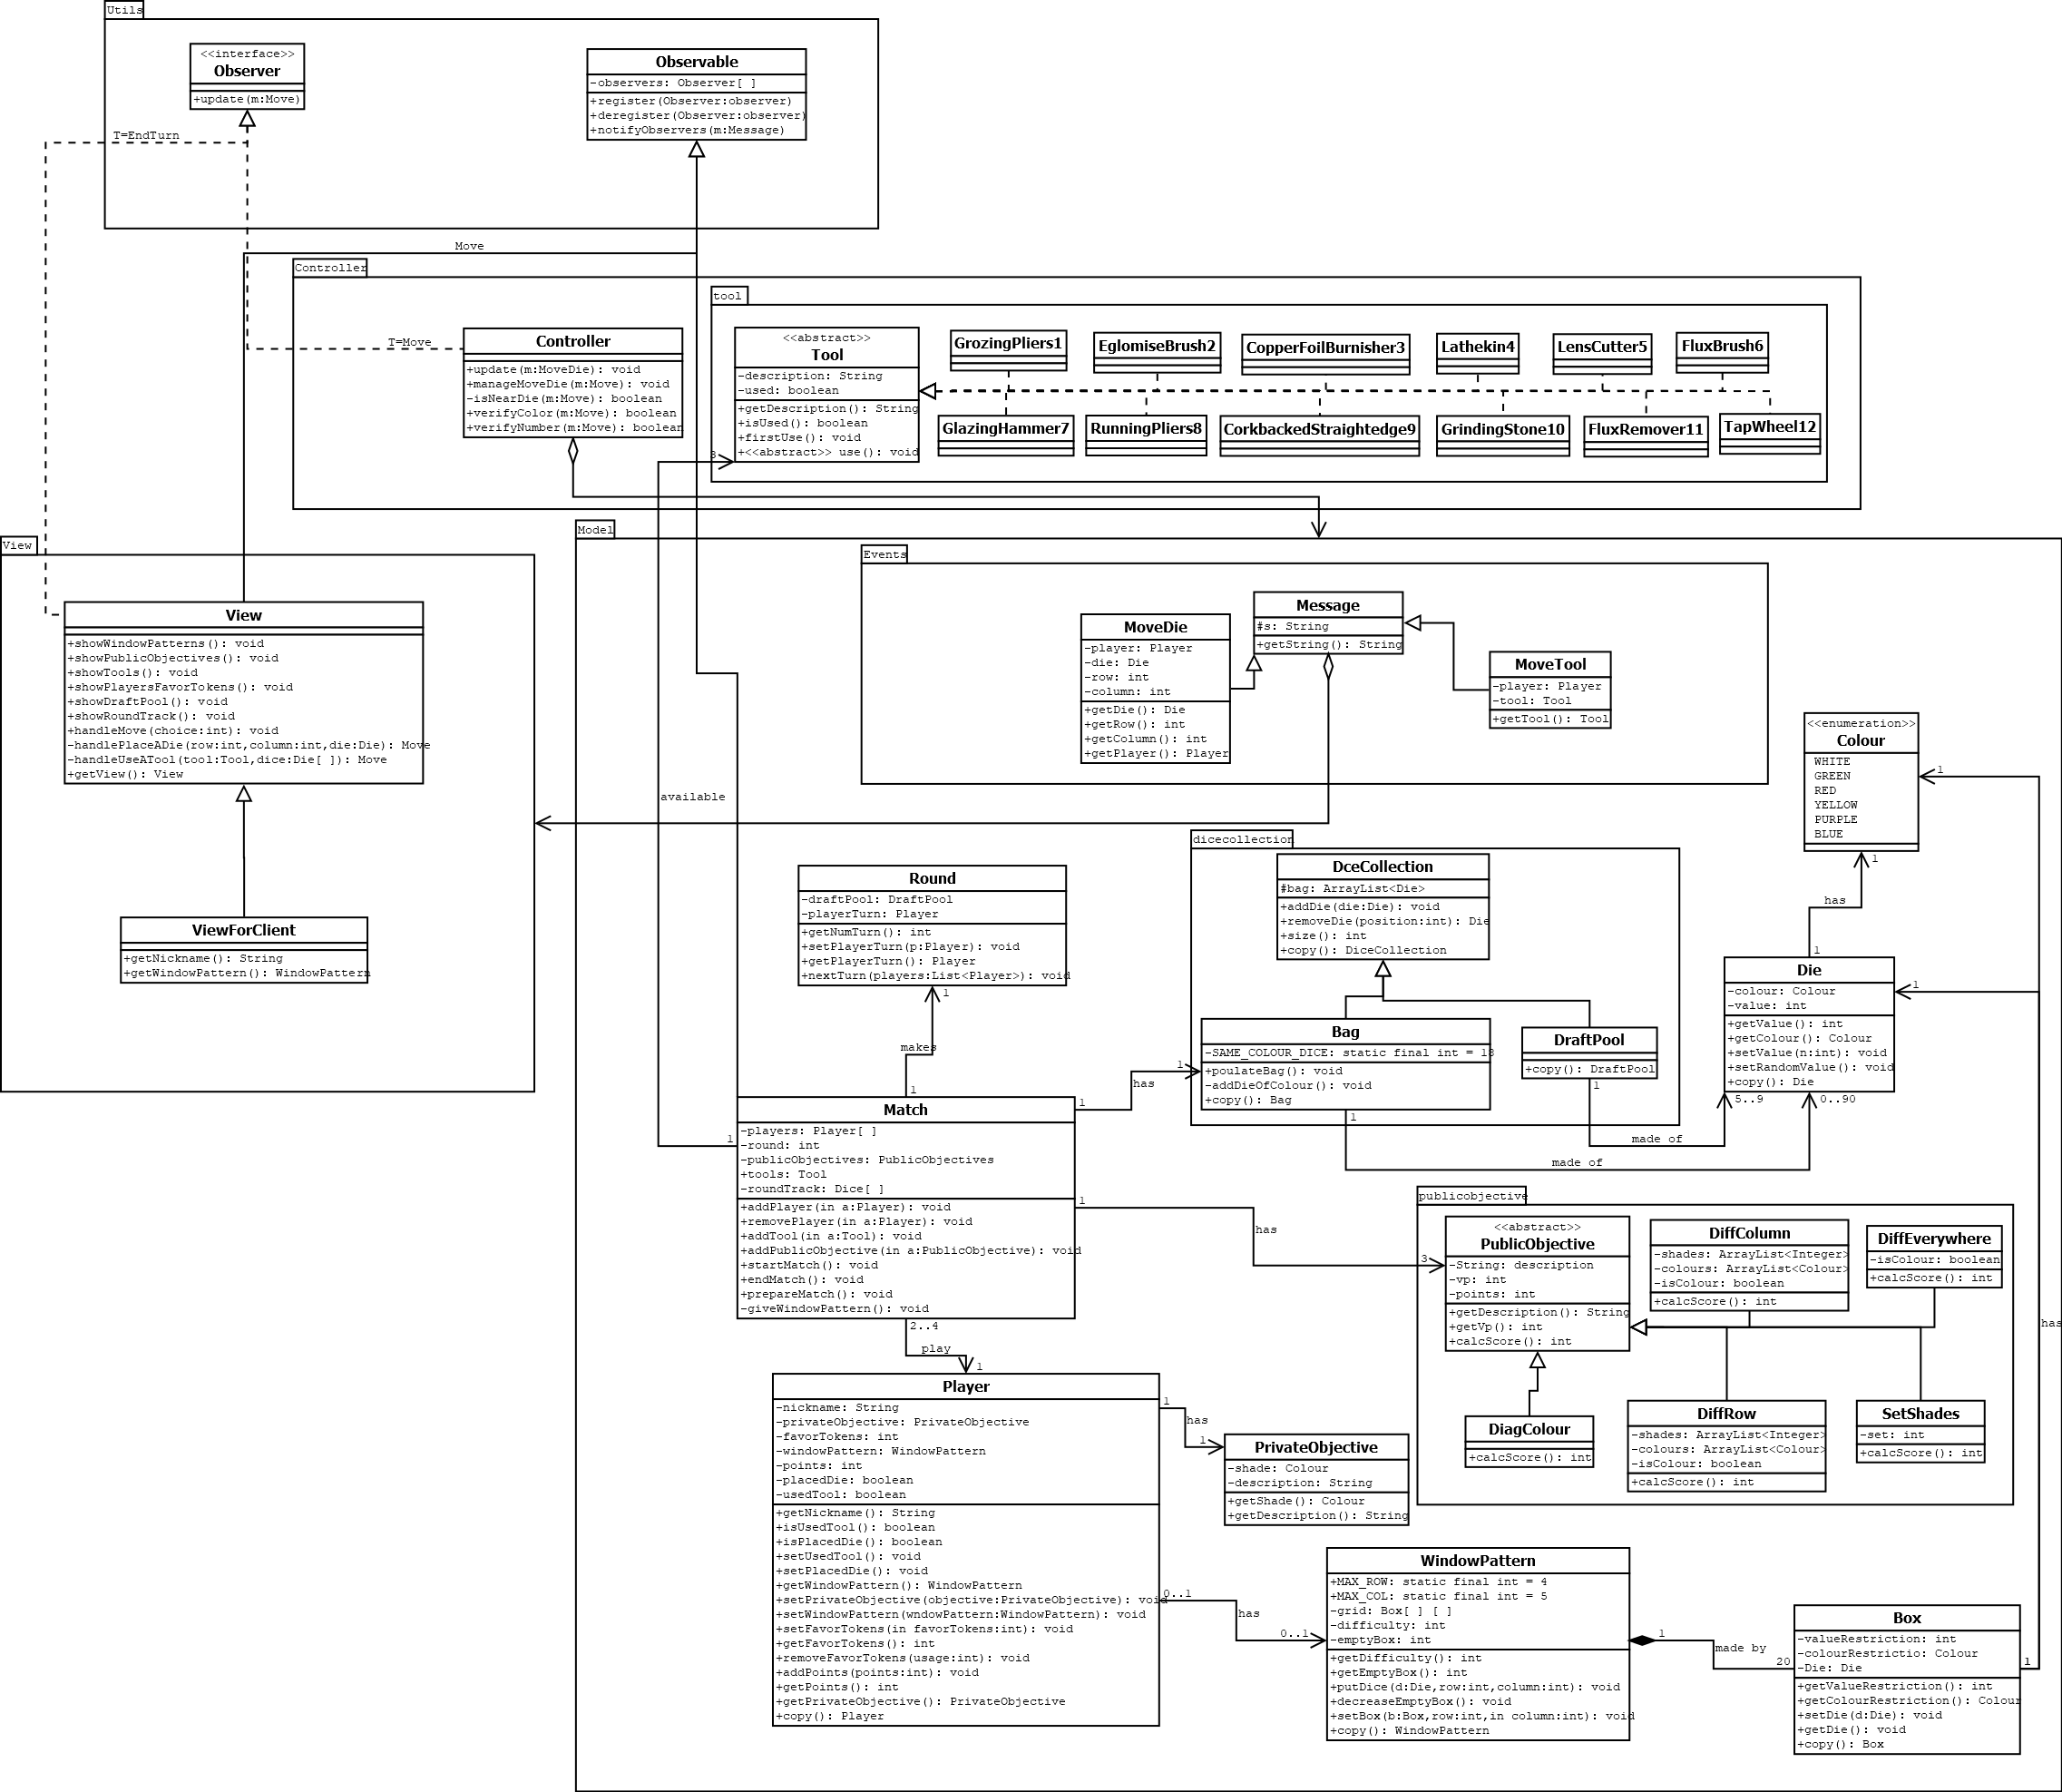 Utils
<<interface>>
Observer
+update(m:Move)
Observable
-observers: Observer[ ]
+register(Observer:observer)
+deregister(Observer:observer)
+notifyObservers(m:Message)
T=EndTurn
Move
Controller
T=Move
Controller
+update(m:MoveDie): void
+manageMoveDie(m:Move): void
-isNearDie(m:Move): boolean
+verifyColor(m:Move): boolean
+verifyNumber(m:Move): boolean
tool
<<abstract>>
Tool
-description: String
-used: boolean
+getDescription(): String
+isUsed(): boolean
+firstUse(): void
+<<abstract>> use(): void
3
GrozingPliers1
EglomiseBrush2
CopperFoilBurnisher3
Lathekin4
LensCutter5
FluxBrush6
GlazingHammer7
RunningPliers8
CorkbackedStraightedge9
GrindingStone10
FluxRemover11
TapWheel12
View
View
+showWindowPatterns(): void
+showPublicObjectives(): void
+showTools(): void
+showPlayersFavorTokens(): void
+showDraftPool(): void
+showRoundTrack(): void
+handleMove(choice:int): void
-handlePlaceADie(row:int,column:int,die:Die): Move
-handleUseATool(tool:Tool,dice:Die[ ]): Move
+getView(): View
ViewForClient
+getNickname(): String
+getWindowPattern(): WindowPattern
Model
Events
MoveDie
-player: Player
-die: Die
-row: int
-column: int
+getDie(): Die
+getRow(): int
+getColumn(): int
+getPlayer(): Player
Message
#s: String
+getString(): String
MoveTool
-player: Player
-tool: Tool
+getTool(): Tool
<<enumeration>>
Colour
WHITE
GREEN
RED
YELLOW
PURPLE
BLUE
1
1
has
1
available
Round
-draftPool: DraftPool
-playerTurn: Player
+getNumTurn(): int
+setPlayerTurn(p:Player): void
+getPlayerTurn(): Player
+nextTurn(players:List<Player>): void
1
makes
1
dicecollection
DceCollection
#bag: ArrayList<Die>
+addDie(die:Die): void
+removeDie(position:int): Die
+size(): int
+copy(): DiceCollection
Bag
-SAME_COLOUR_DICE: static final int = 18
+poulateBag(): void
-addDieOfColour(): void
+copy(): Bag
DraftPool
+copy(): DraftPool
1
1
1
has
1
Die
-colour: Colour
-value: int
+getValue(): int
+getColour(): Colour
+setValue(n:int): void
+setRandomValue(): void
+copy(): Die
1
5..9
0..90
made of
made of
Match
-players: Player[ ]
-round: int
-publicObjectives: PublicObjectives
+tools: Tool
-roundTrack: Dice[ ]
+addPlayer(in a:Player): void
+removePlayer(in a:Player): void
+addTool(in a:Tool): void
+addPublicObjective(in a:PublicObjective): void
+startMatch(): void
+endMatch(): void
+prepareMatch(): void
-giveWindowPattern(): void
1
1
has
3
2..4
play
1
publicobjective
<<abstract>>
PublicObjective
-String: description
-vp: int
-points: int
+getDescription(): String
+getVp(): int
+calcScore(): int
DiffColumn
-shades: ArrayList<Integer>
-colours: ArrayList<Colour>
-isColour: boolean
+calcScore(): int
DiffEverywhere
-isColour: boolean
+calcScore(): int
DiagColour
+calcScore(): int
DiffRow
-shades: ArrayList<Integer>
-colours: ArrayList<Colour>
-isColour: boolean
+calcScore(): int
SetShades
-set: int
+calcScore(): int
has
Player
-nickname: String
-privateObjective: PrivateObjective
-favorTokens: int
-windowPattern: WindowPattern
-points: int
-placedDie: boolean
-usedTool: boolean
+getNickname(): String
+isUsedTool(): boolean
+isPlacedDie(): boolean
+setUsedTool(): void
+setPlacedDie(): void
+getWindowPattern(): WindowPattern
+setPrivateObjective(objective:PrivateObjective): void
+setWindowPattern(wndowPattern:WindowPattern): void
+setFavorTokens(in favorTokens:int): void
+getFavorTokens(): int
+removeFavorTokens(usage:int): void
+addPoints(points:int): void
+getPoints(): int
+getPrivateObjective(): PrivateObjective
+copy(): Player
1
has
1
PrivateObjective
-shade: Colour
-description: String
+getShade(): Colour
+getDescription(): String
0..1
has
0..1
WindowPattern
+MAX_ROW: static final int = 4
+MAX_COL: static final int = 5
-grid: Box[ ] [ ]
-difficulty: int
-emptyBox: int
+getDifficulty(): int
+getEmptyBox(): int
+putDice(d:Die,row:int,column:int): void
+decreaseEmptyBox(): void
+setBox(b:Box,row:int,in column:int): void
+copy(): WindowPattern
1
made by
20
Box
-valueRestriction: int
-colourRestrictio: Colour
-Die: Die
+getValueRestriction(): int
+getColourRestriction(): Colour
+setDie(d:Die): void
+getDie(): void
+copy(): Box
1